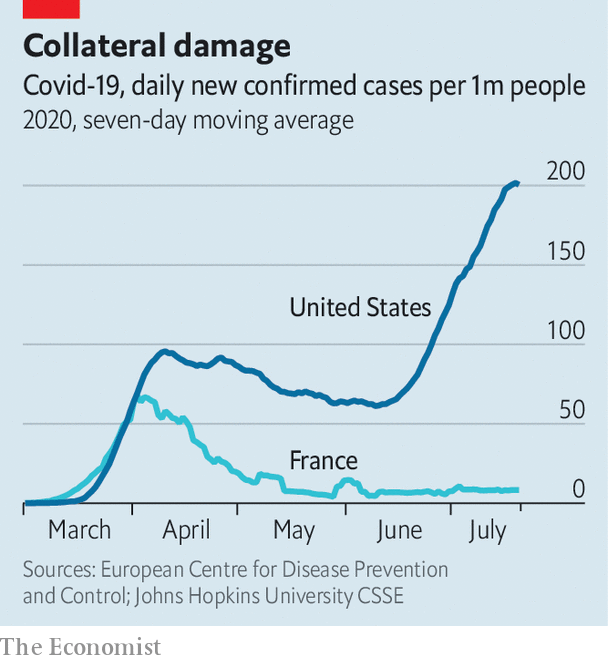 Collateral damage
Covid-19, daily new confirmed cases per 1m people
2020, seven-day moving average
200
150
United States
100
50
France
0
March April May June July
Sources: European Centre for Disease Prevention
and Control; Johns Hopkins University CSSE
The Economist